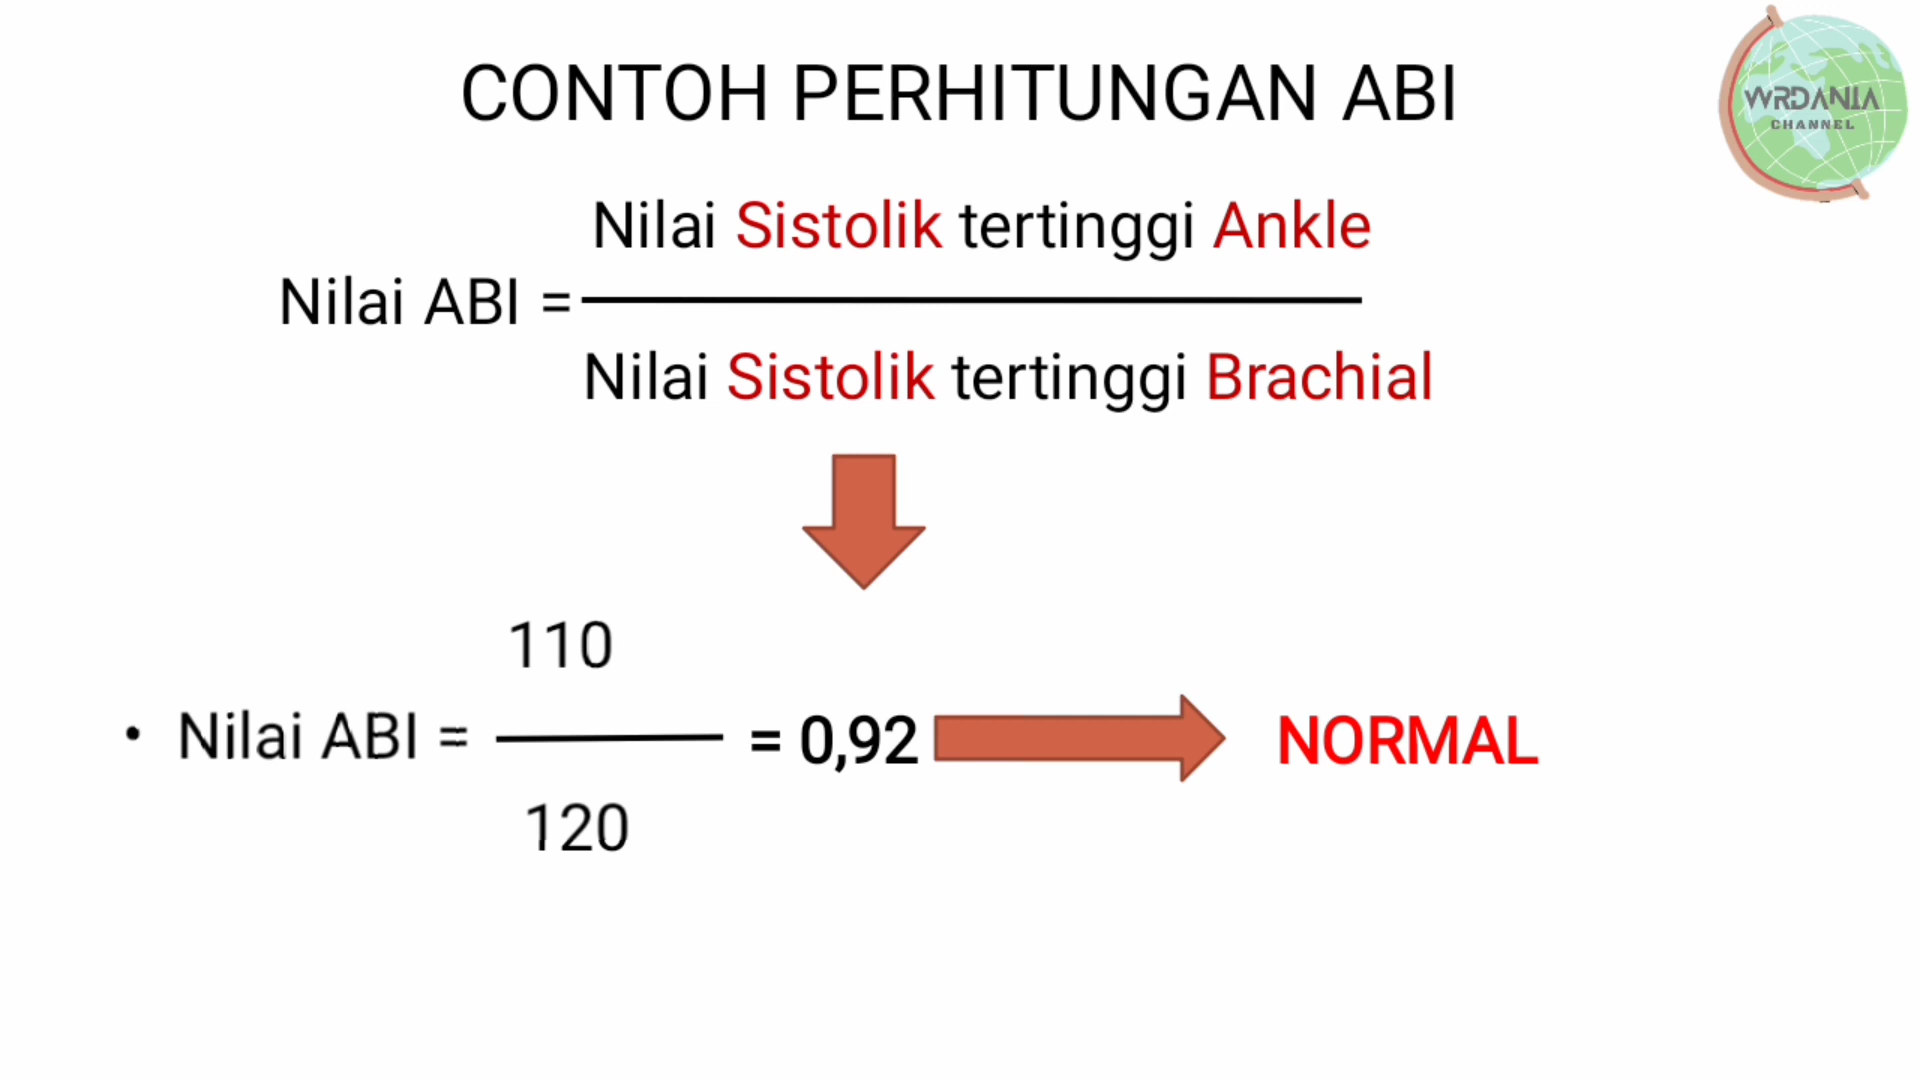 CONTOH PERHITUNGAN ABI
WRDANIA
CHANNEL
Nilai Sistolik tertinggi Ankle
Nilai ABI =
Nilai Sistolik tertinggi Brachial
110
• Nilai ABI = = 0,92 NORMAL
120